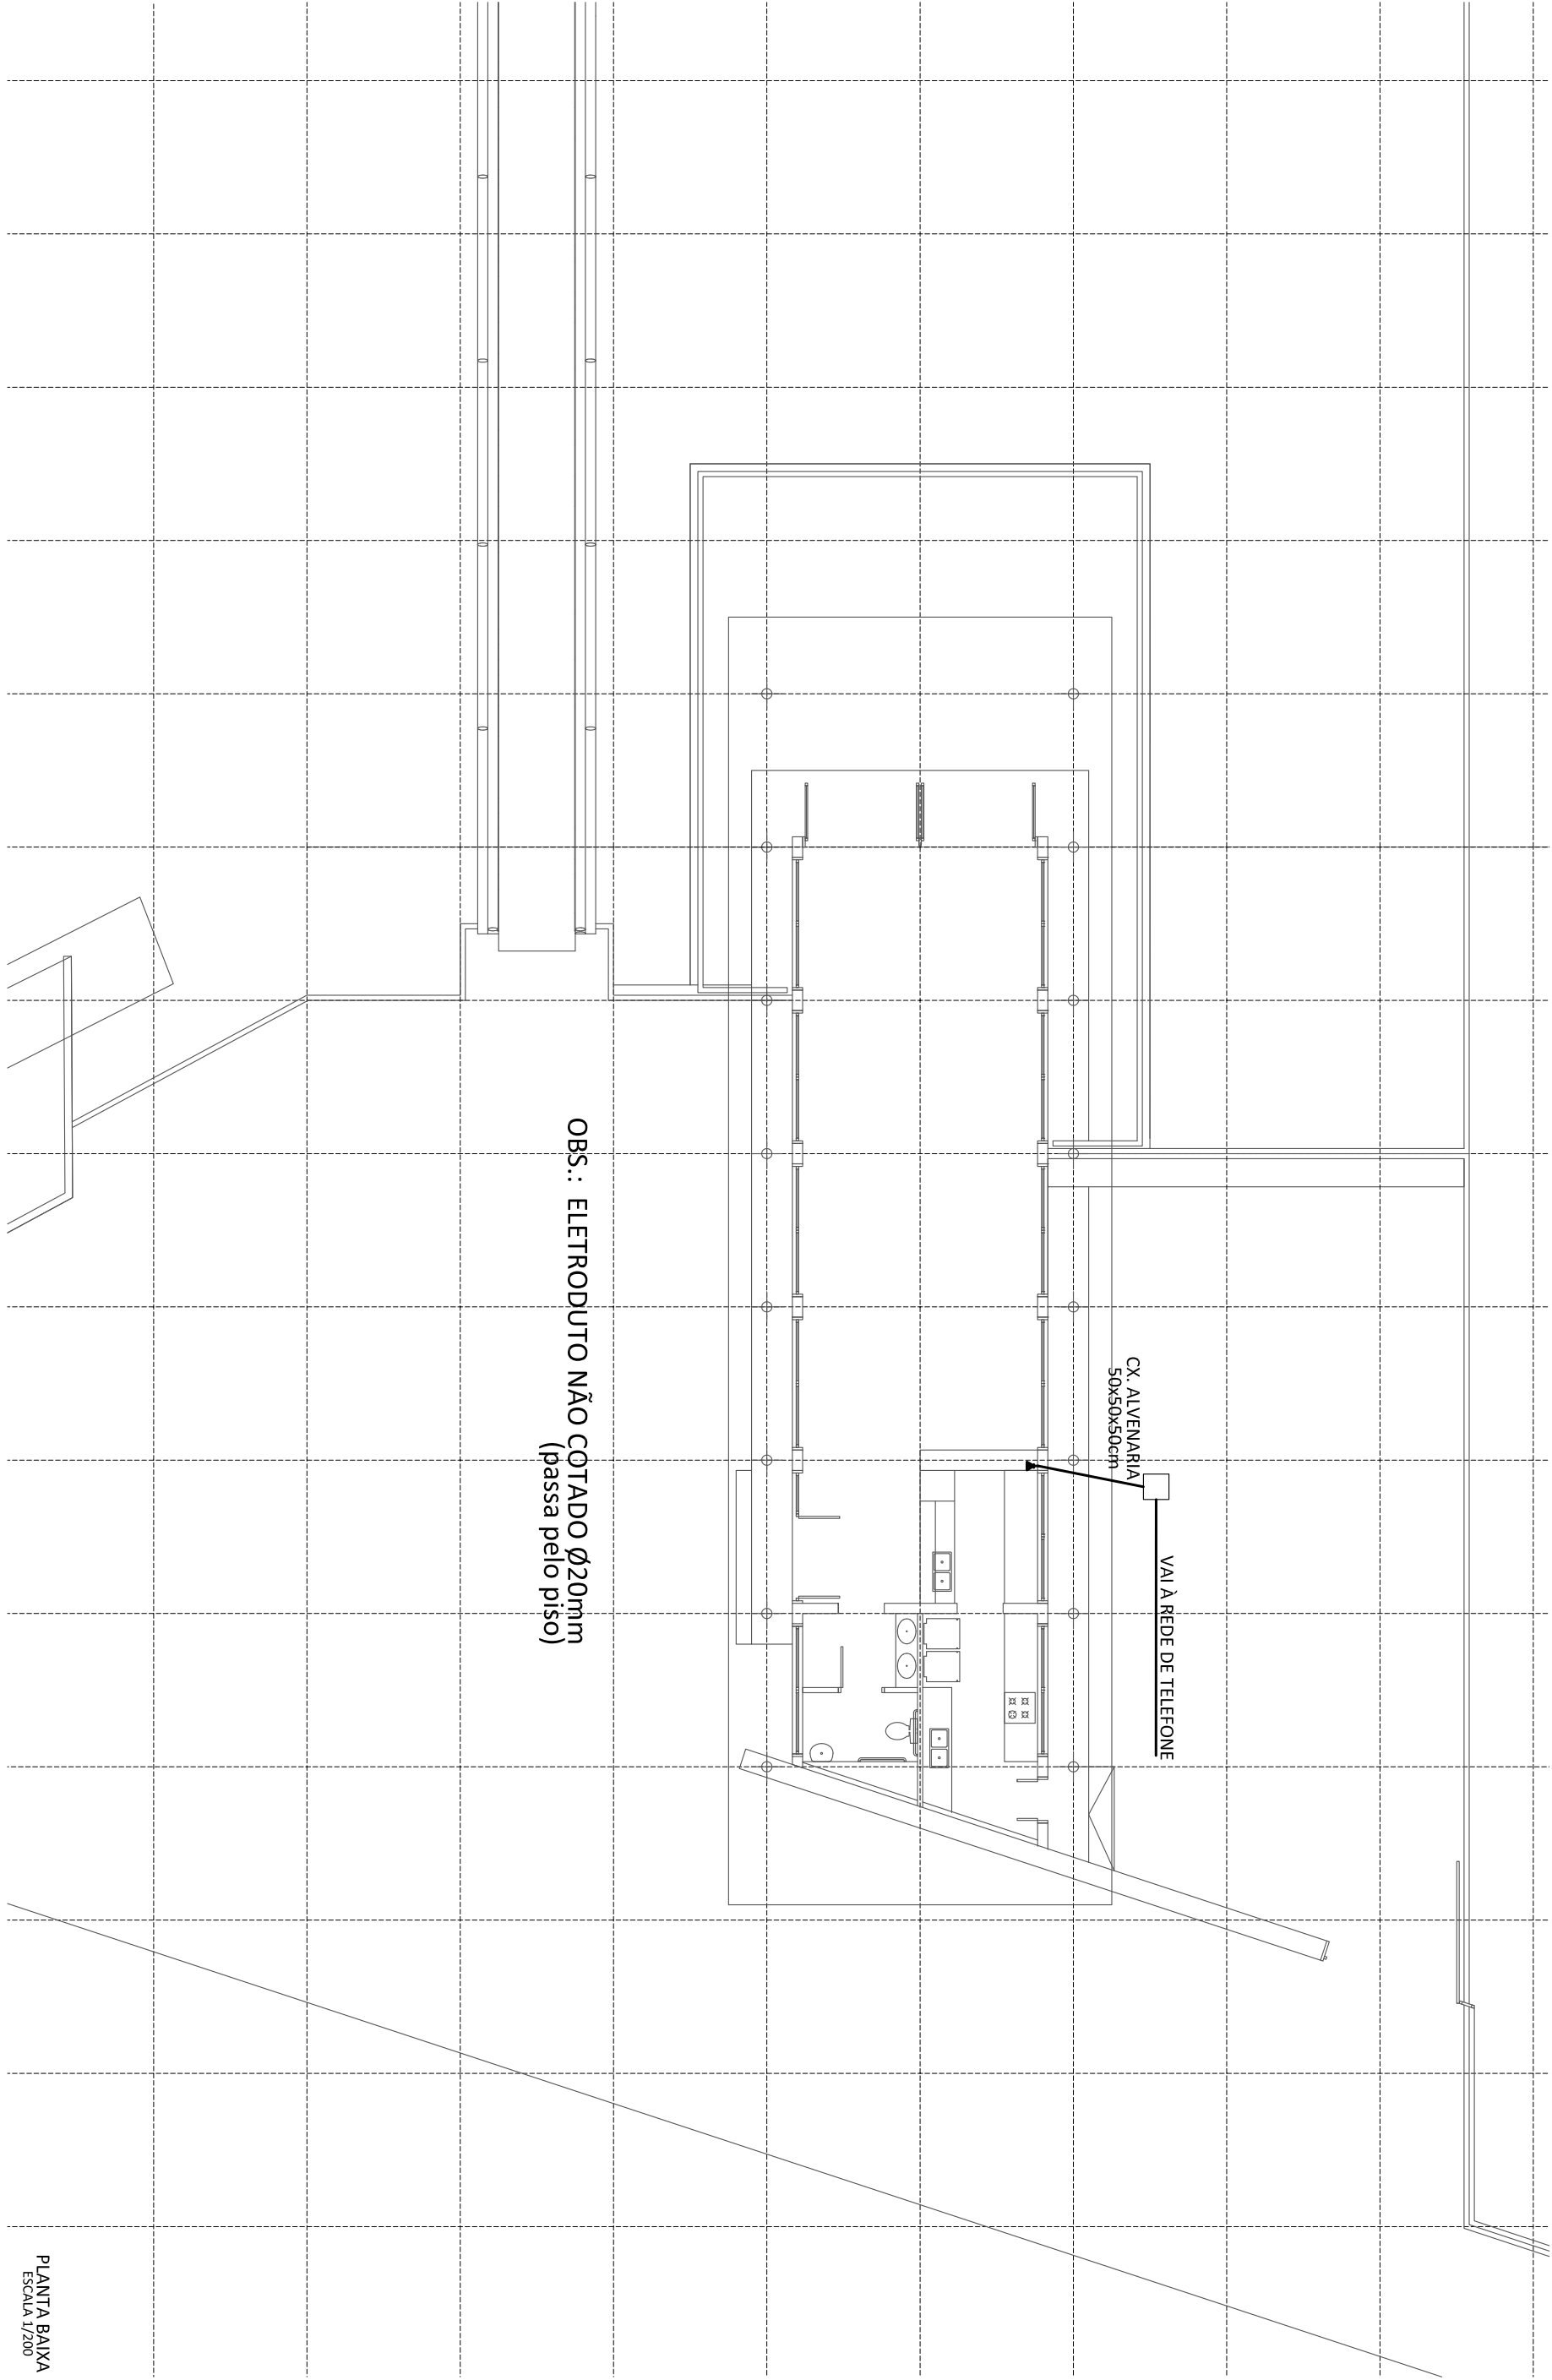 CX. ALVENARIA
50x50x50cm
VAI À REDE DE TELEFONE
OBS.: ELETRODUTO NÃO COTADO Ø20mm
(passa pelo piso)
PLANTA BAIXA
ESCALA 1/200